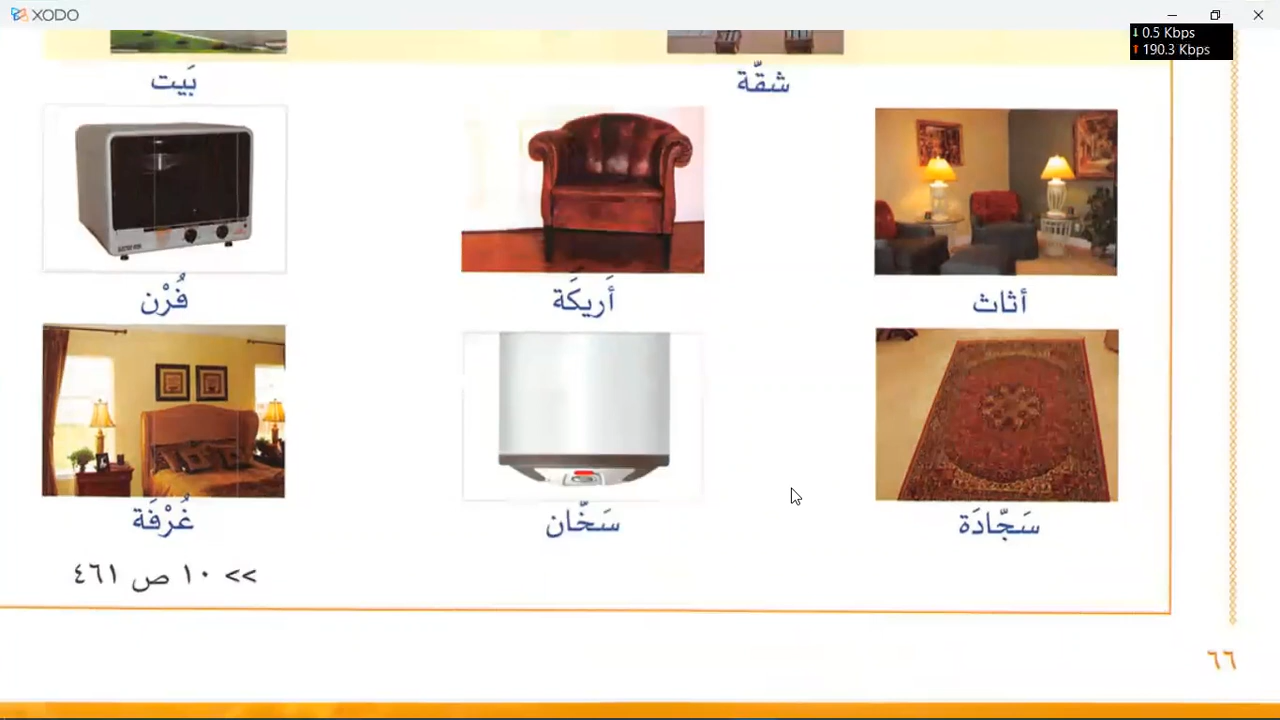 XODO
↓ 0.5 Kbps
↑ 190.3 Kbps
شقّة
بَيت
أثاث
أَريكَة
فُرْن
سَجّادَة
سَخّان
غُرْفَة
>> ١٠ ص ٤٦١
٦٦